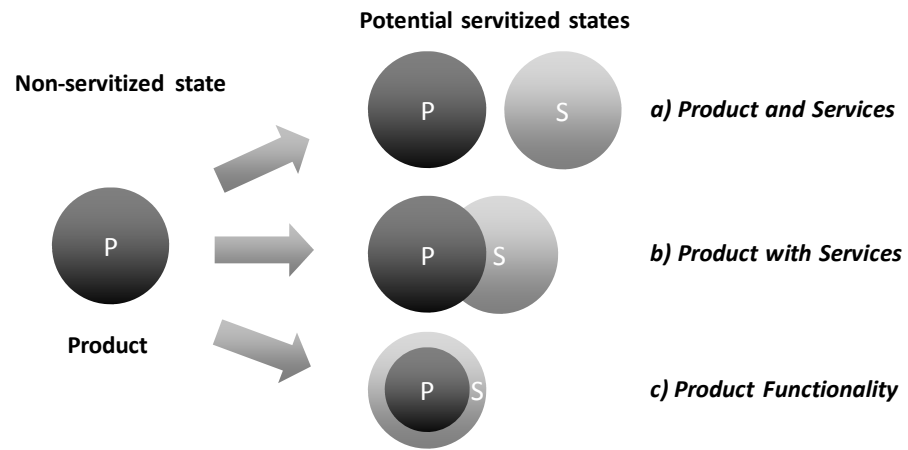 Potential servitized states
Non-servitized state
P
S
a) Product and Services
P
P
S
b) Product with Services
Product
P
S
c) Product Functionality